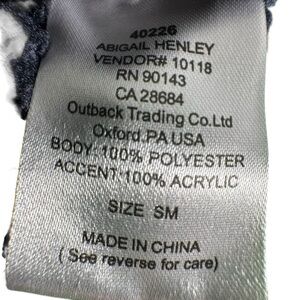 40226
ABIGAIL HENLEY
VENDOR# 10118
RN 90143
CA 28684
Outback Trading Co.Ltd
Oxford.PA USA
BODY:100% POLYESTER
ACCENT:100% ACRYLIC
SIZE SM
MADE IN CHINA
( See reverse for care)